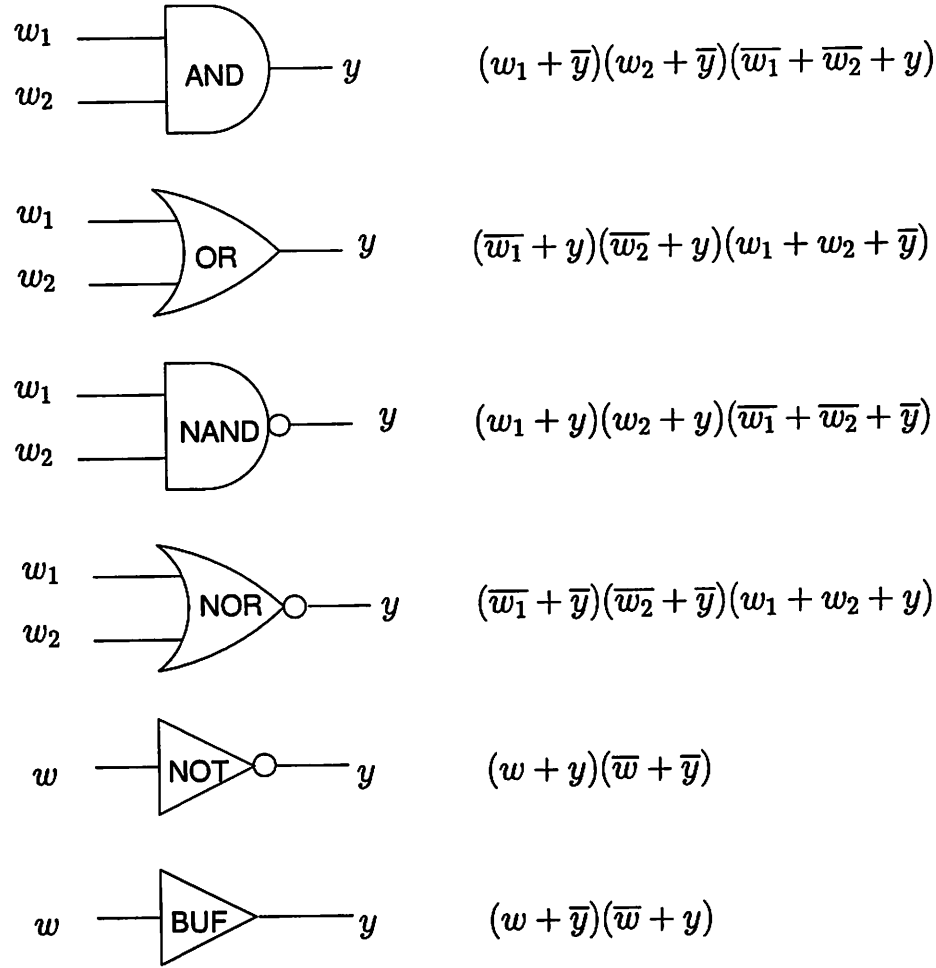 w₁ w₂ AND y (w₁ + y̅)(w₂ + y̅)(w̅₁̅ + w̅₂̅ + y)
w₁ w₂ OR y (w̅₁̅ + y)(w̅₂̅ + y)(w₁ + w₂ + y̅)
w₁ w₂ NAND y (w₁ + y)(w₂ + y)(w̅₁̅ + w̅₂̅ + y̅)
w₁ w₂ NOR y (w̅₁̅ + y̅)(w̅₂̅ + y̅)(w₁ + w₂ + y)
w NOT y (w + y)(w̅ + y̅)
w BUF y (w + y̅)(w̅ + y)